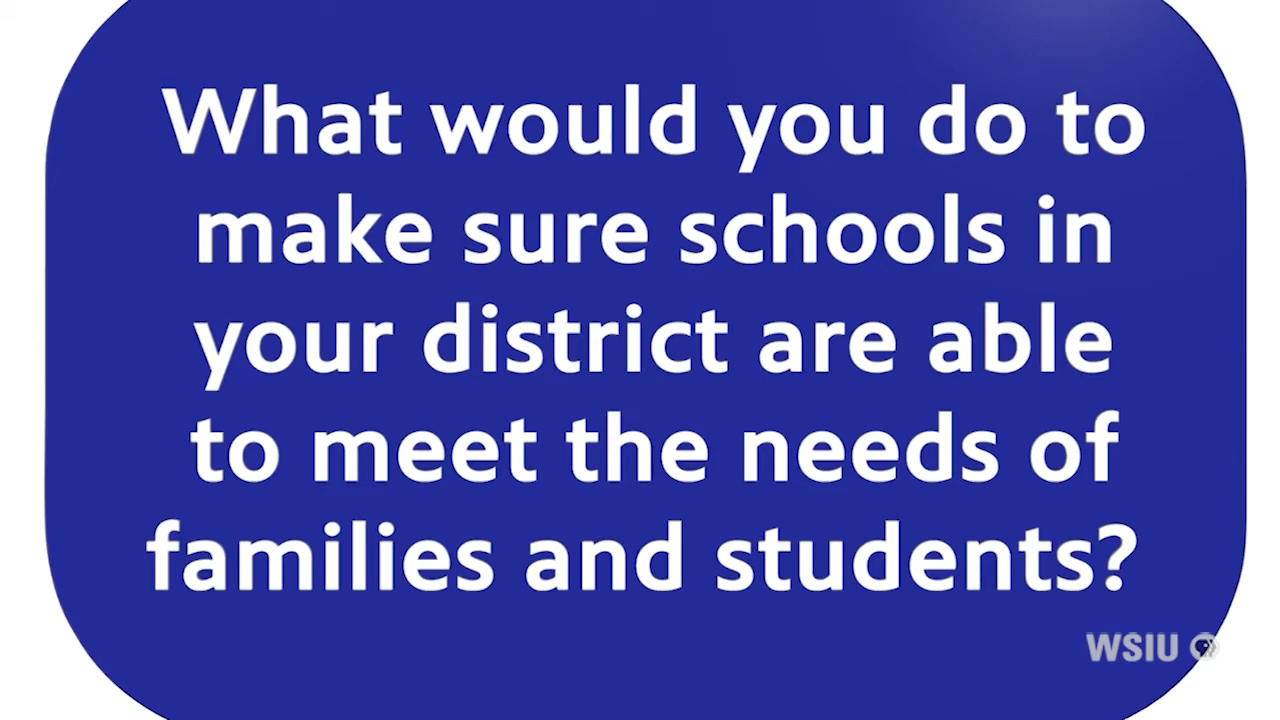 What would you do to
make sure schools in
your district are able
to meet the needs of
families and students?
WSIU